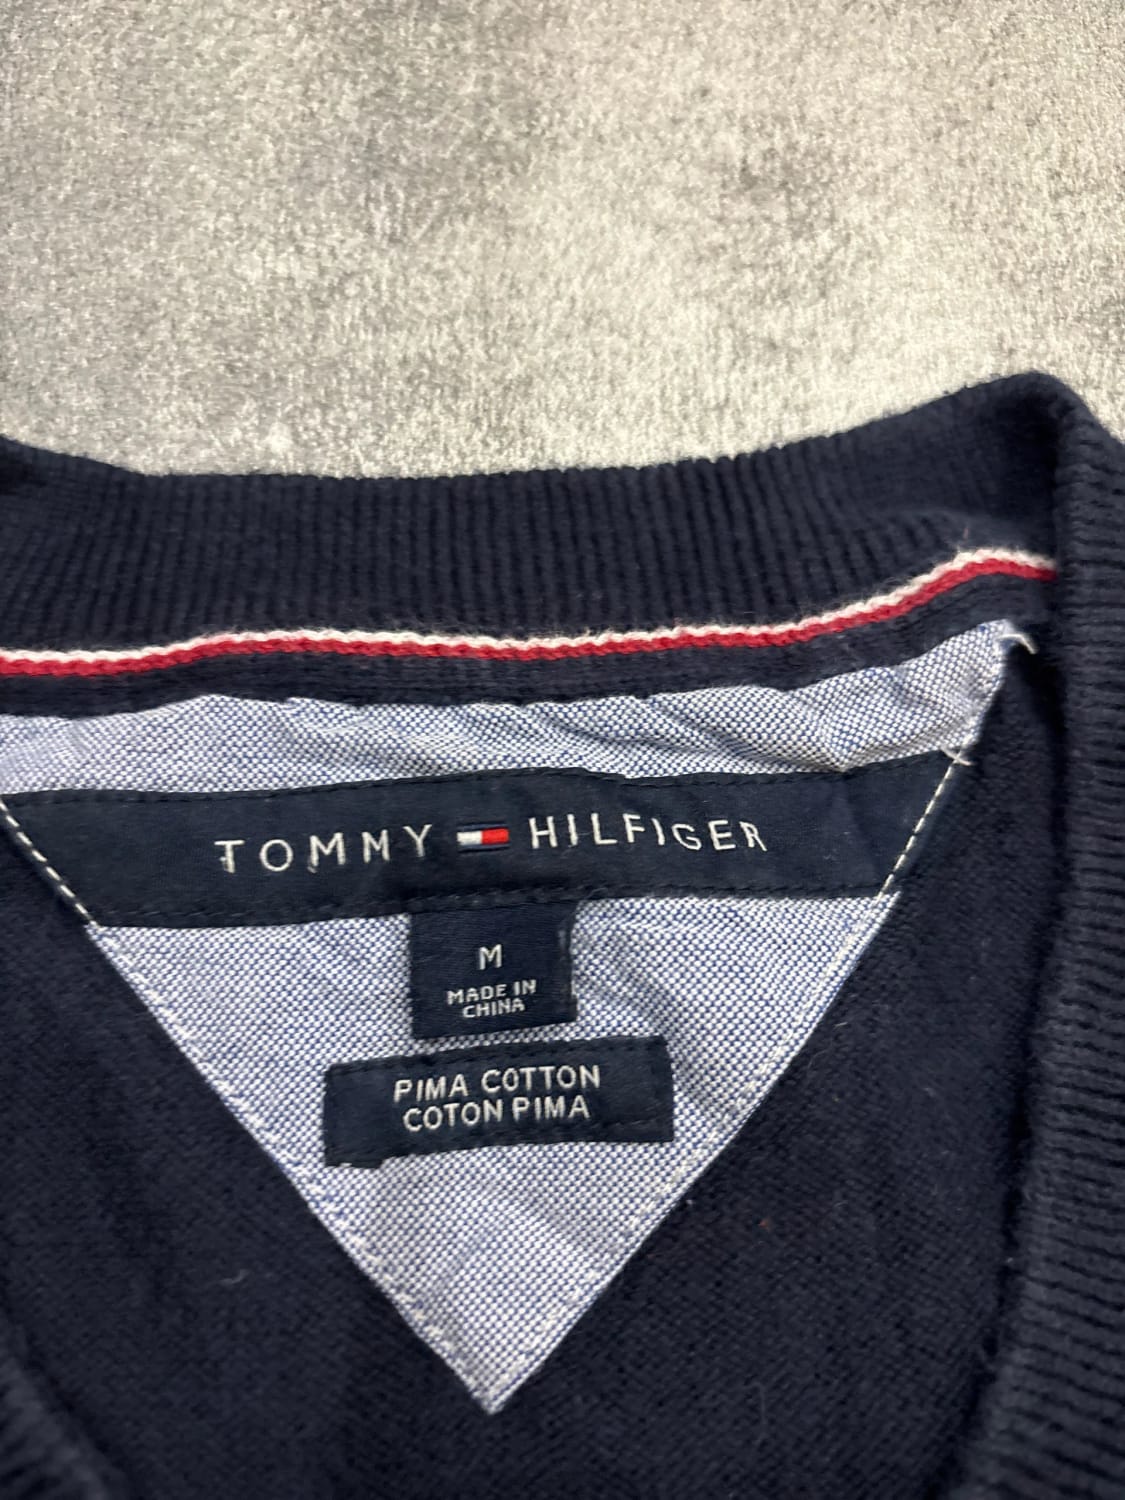 TOMMY HILFIGER
M
MADE IN
CHINA
PIMA COTTON
COTON PIMA